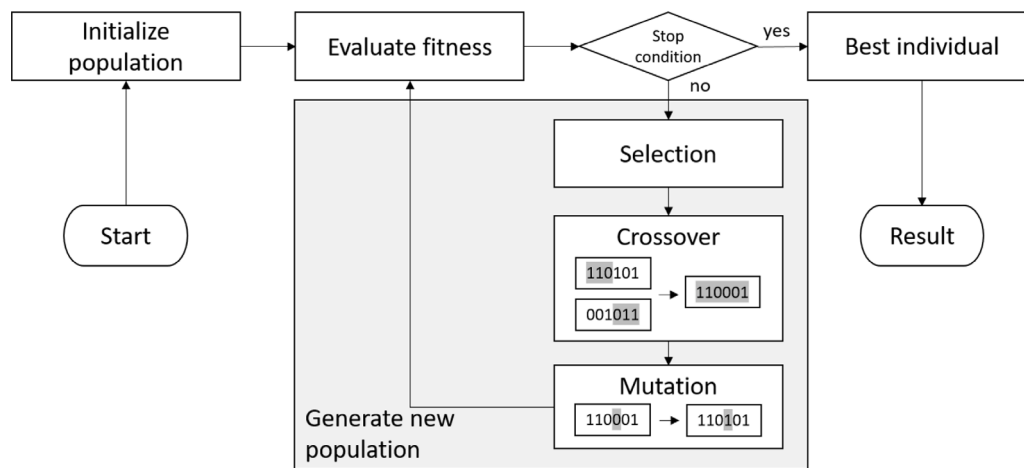 Initialize
population
Evaluate fitness
Stop
condition
yes
Best individual
no
Selection
Start
Result
Crossover
110101
001011
110001
Mutation
110001
110101
Generate new
population